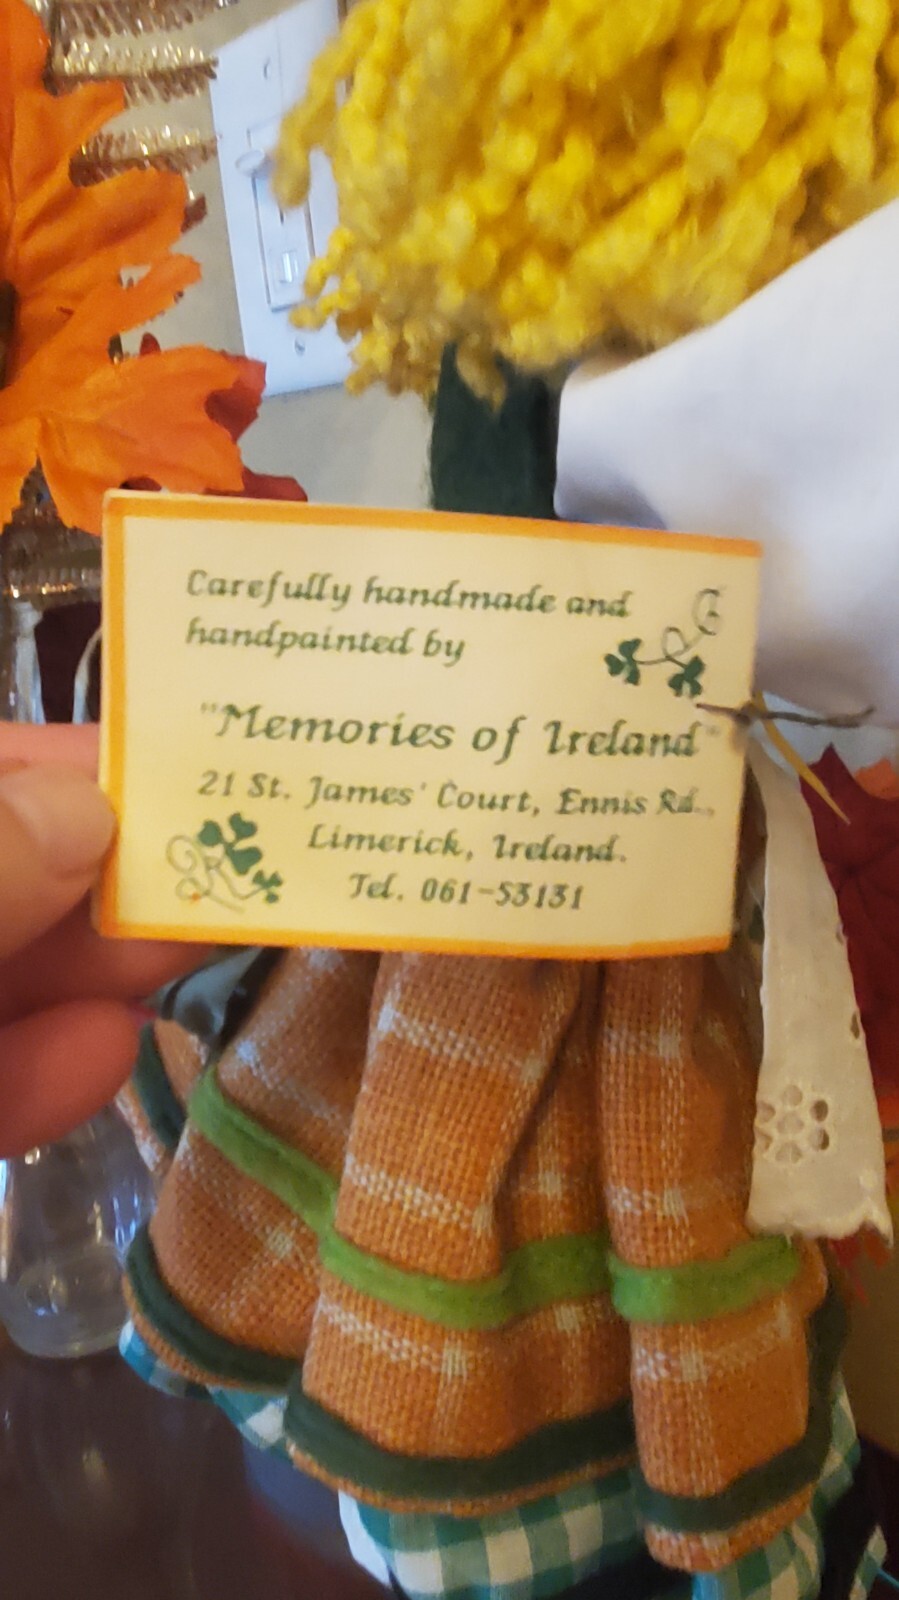 Carefully handmade and
handpainted by
"Memories of Ireland"
21 St. James' Court, Ennis Rd.,
Limerick, Ireland.
Tel. 061-53131